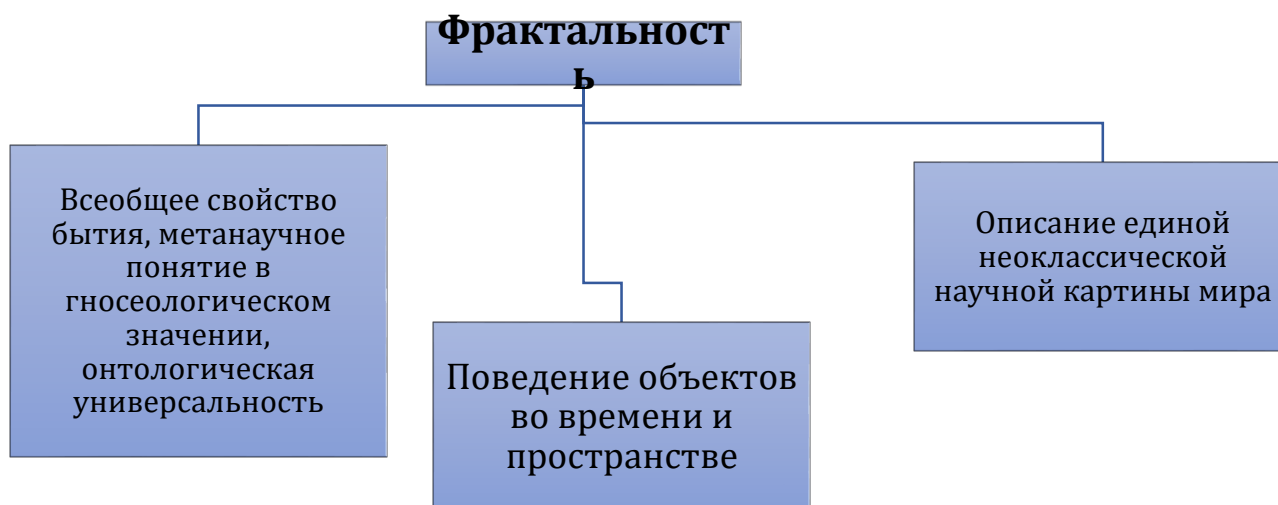 Фрактальност
ь
Всеобщее свойство
бытия, метанаучное
понятие в
гносеологическом
значении,
онтологическая
универсальность
Поведение объектов
во времени и
пространстве
Описание единой
неоклассической
научной картины мира